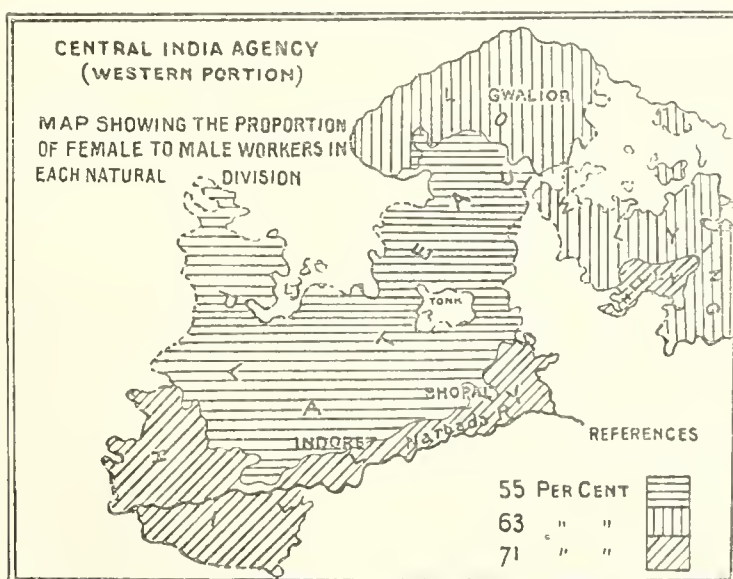 CENTRAL INDIA AGENCY
(WESTERN PORTION)
MAP SHOWING THE PROPORTION
OF FEMALE TO MALE WORKERS IN
EACH NATURAL DIVISION
GWALIOR
TONK
BHOPAL
INDORE
Narbada R
REFERENCES
55 PER CENT
63 " "
71 " "